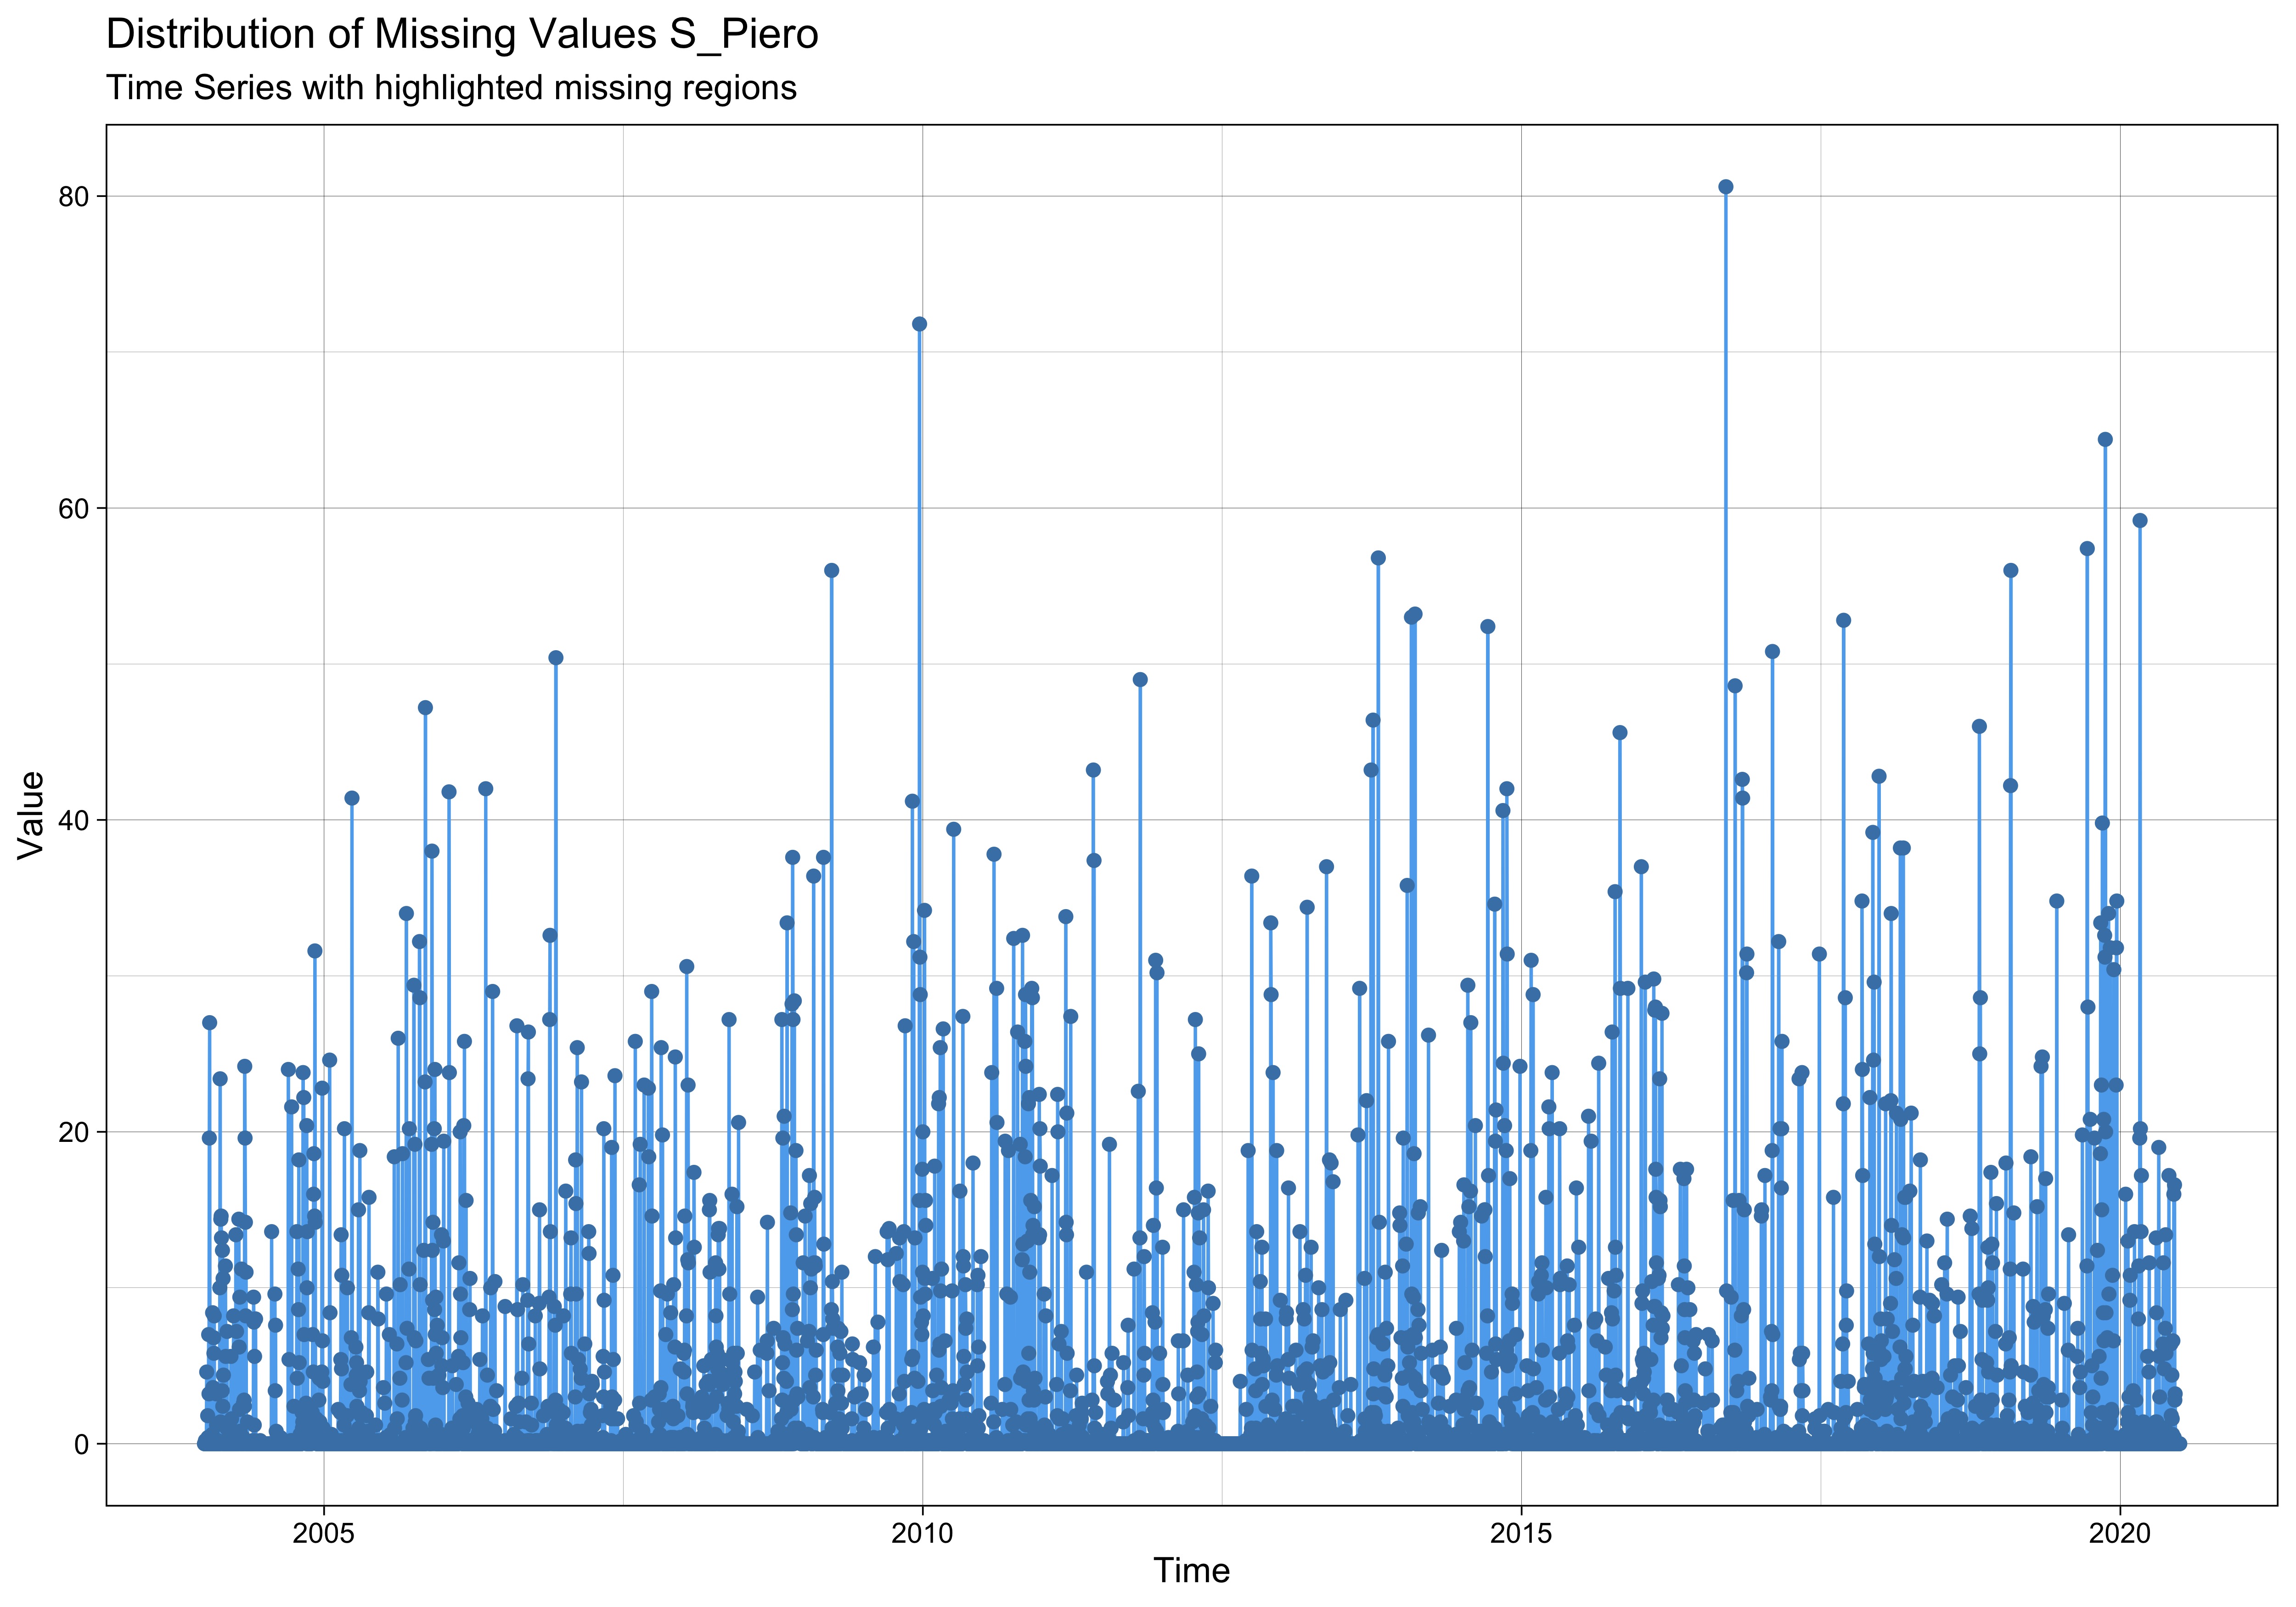 Distribution of Missing Values S_Piero
Time Series with highlighted missing regions
80
60
40
20
0
Value
2005 2010 2015 2020
Time